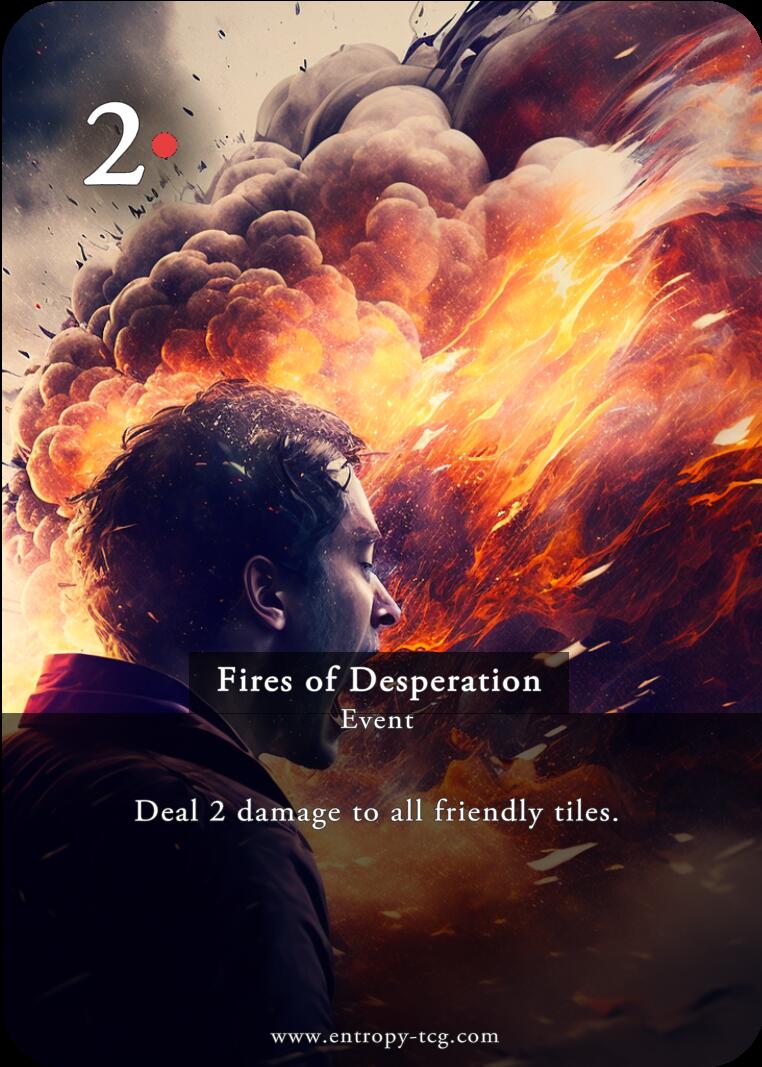 2
Fires of Desperation
Event
Deal 2 damage to all friendly tiles.
www.entropy-tcg.com